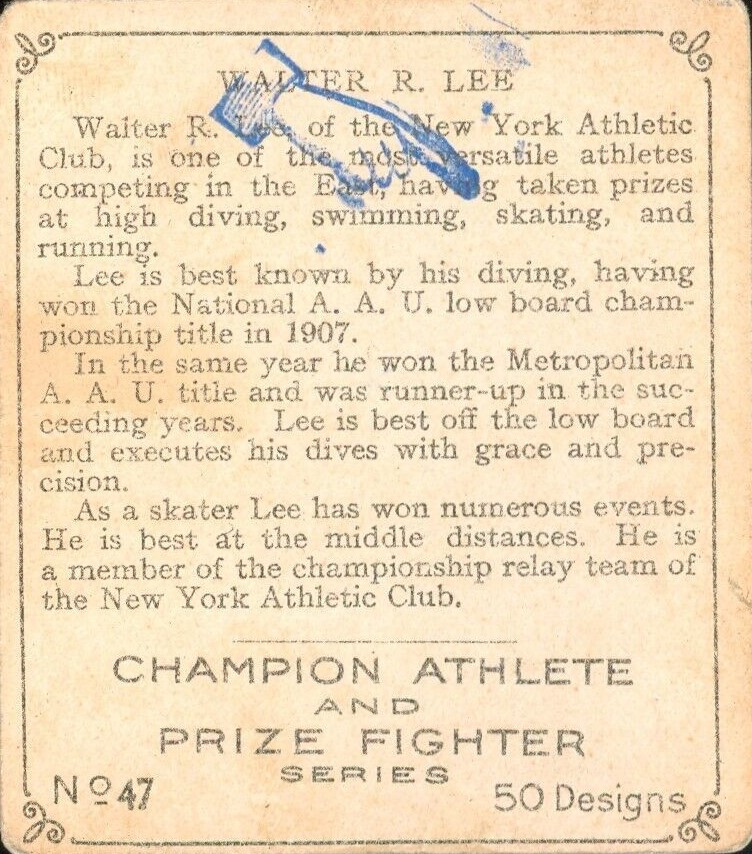 WALTER R. LEE
Walter R. Lee, of the New York Athletic
Club, is one of the most versatile athletes
competing in the East, having taken prizes
at high diving, swimming, skating, and
running.
Lee is best known by his diving, having
won the National A. A. U. low board cham-
pionship title in 1907.
In the same year he won the Metropolitan
A. A. U. title and was runner-up in the suc-
ceeding years. Lee is best off the low board
and executes his dives with grace and pre-
cision.
As a skater Lee has won numerous events.
He is best at the middle distances. He is
a member of the championship relay team of
the New York Athletic Club.
CHAMPION ATHLETE
AND
PRIZE FIGHTER
SERIES
No 47 50 Designs